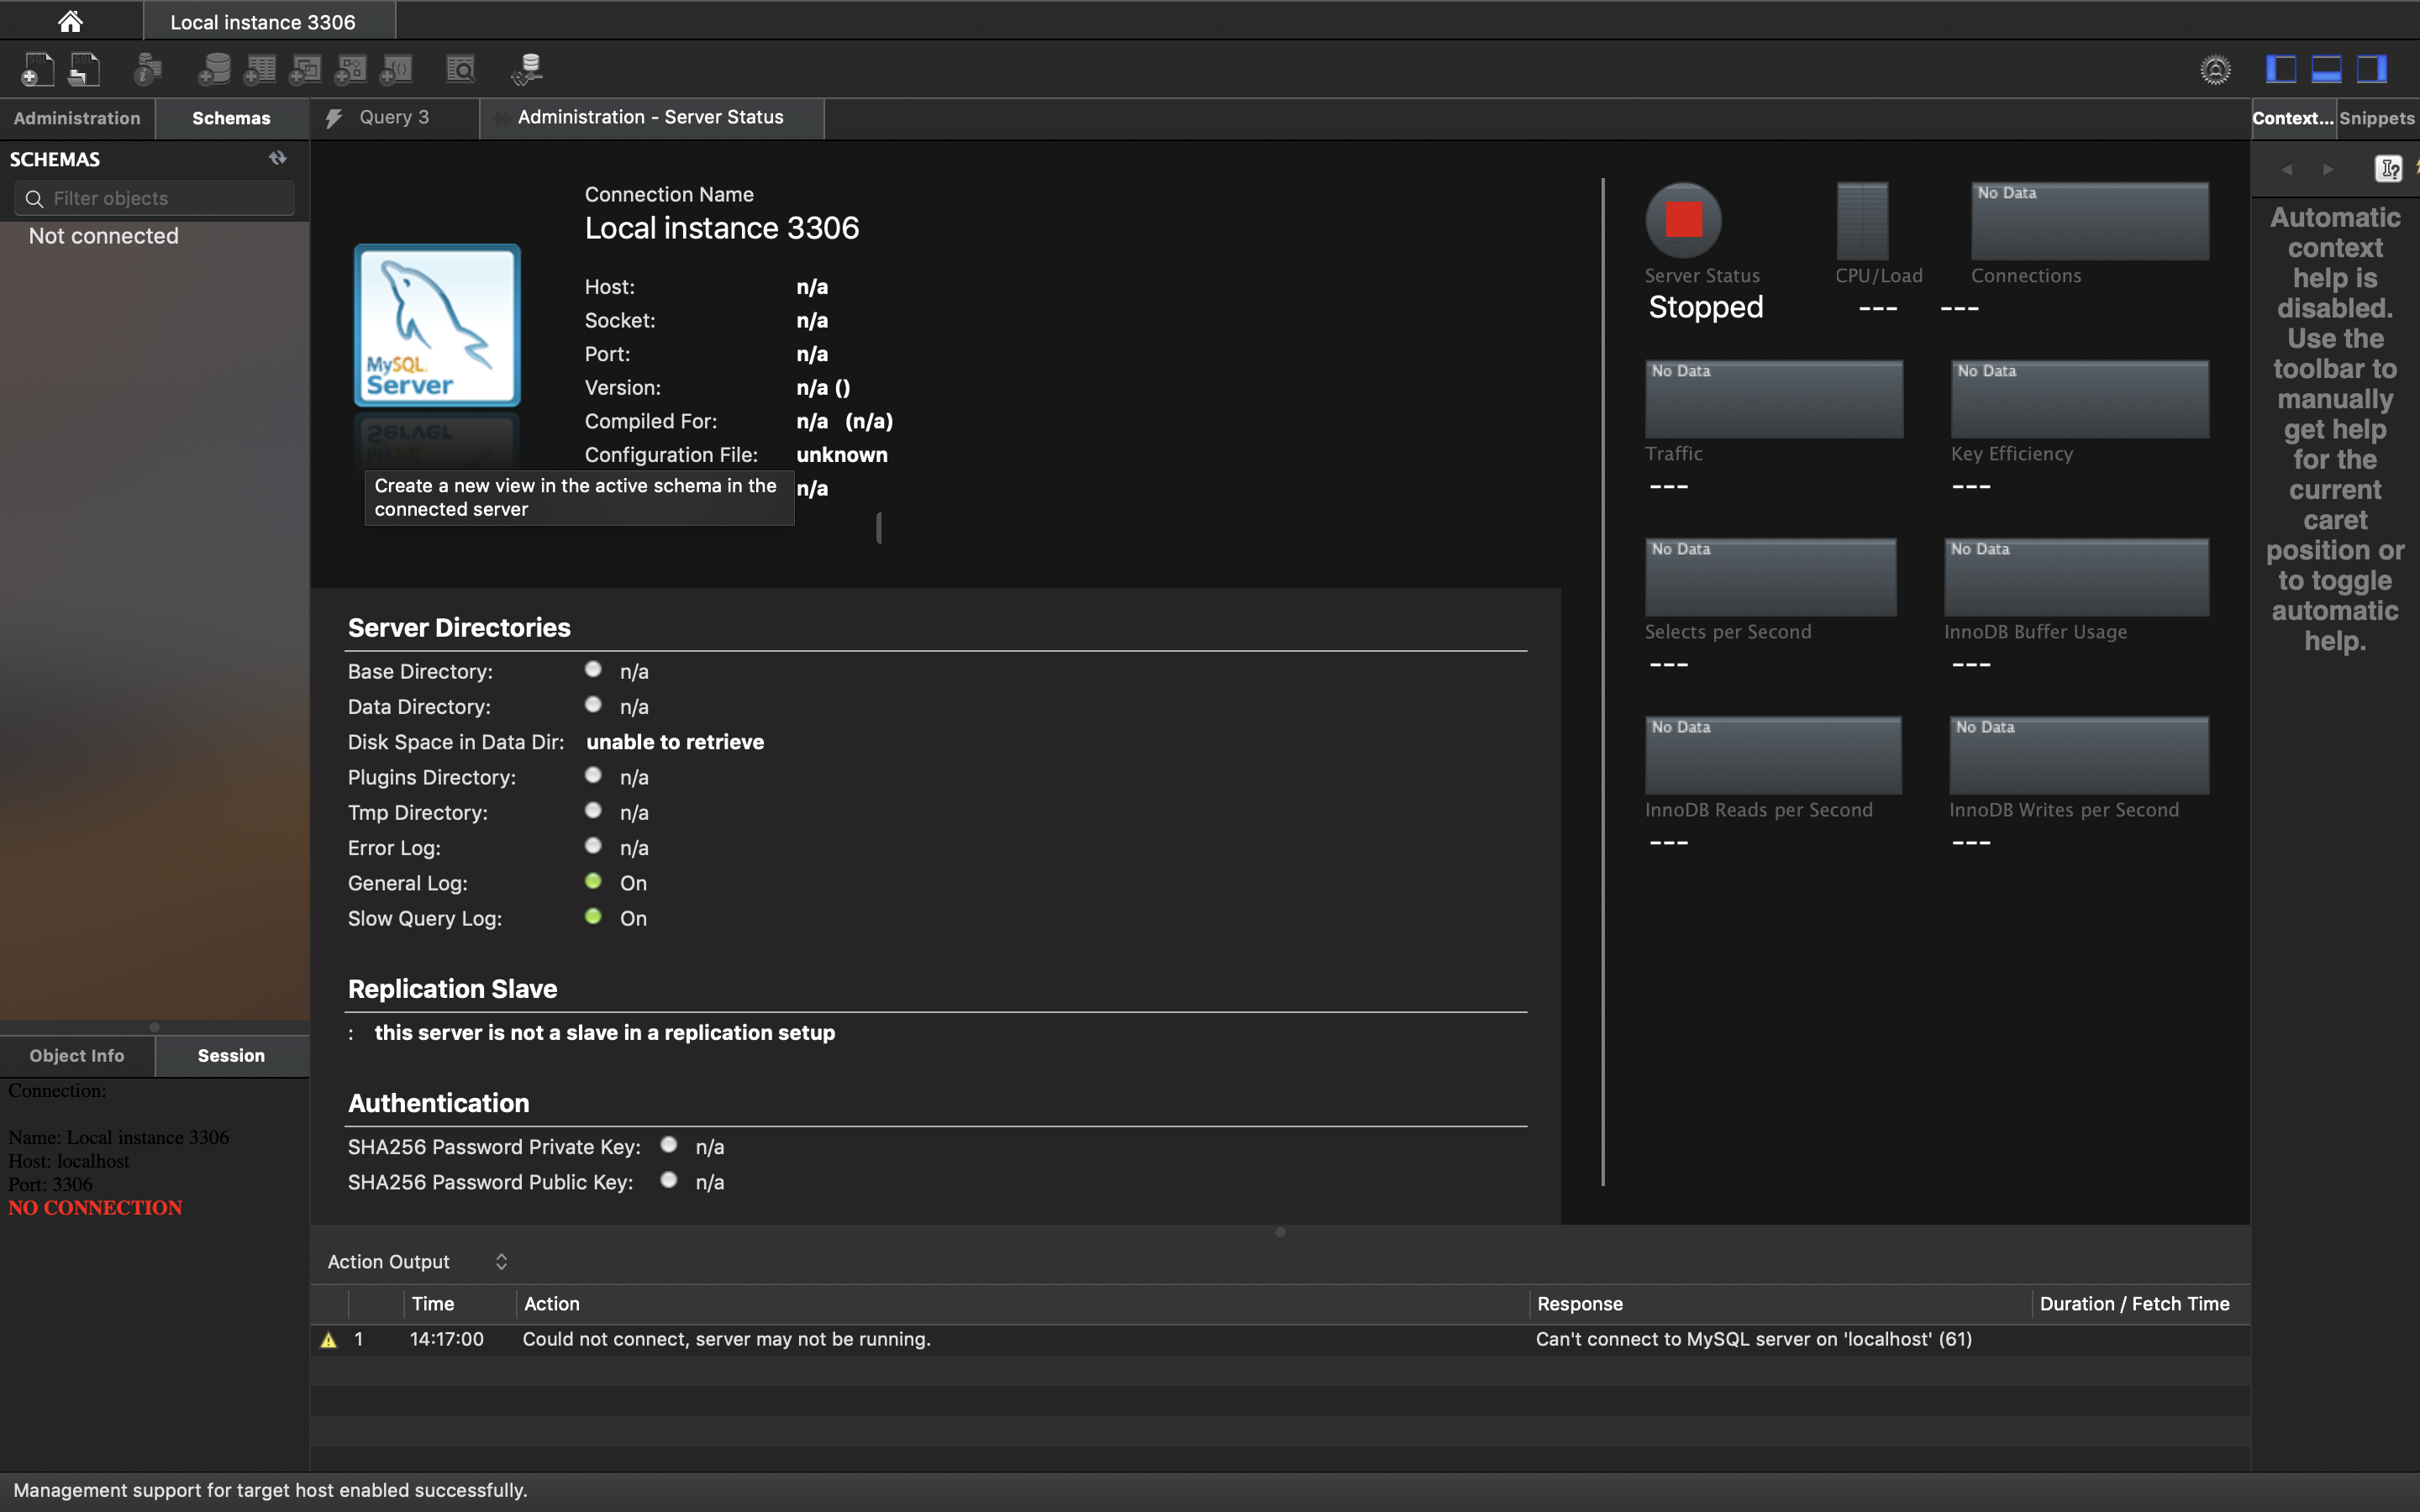 Local instance 3306
Administration
Schemas
Query 3
Administration - Server Status
Context...
Snippets
SCHEMAS
Filter objects
Not connected
Connection Name
Local instance 3306
Host: n/a
Socket: n/a
Port: n/a
Version: n/a ()
Compiled For: n/a (n/a)
Configuration File: unknown
n/a
Create a new view in the active schema in the
connected server
MySQL
Server
Server Status
Stopped
CPU/Load
---
No Data
Connections
---
No Data
Traffic
---
No Data
Key Efficiency
---
No Data
Selects per Second
---
No Data
InnoDB Buffer Usage
---
No Data
InnoDB Reads per Second
---
No Data
InnoDB Writes per Second
---
Automatic
context
help is
disabled.
Use the
toolbar to
manually
get help
for the
current
caret
position or
to toggle
automatic
help.
Server Directories
Base Directory: n/a
Data Directory: n/a
Disk Space in Data Dir: unable to retrieve
Plugins Directory: n/a
Tmp Directory: n/a
Error Log: n/a
General Log: On
Slow Query Log: On
Replication Slave
: this server is not a slave in a replication setup
Authentication
SHA256 Password Private Key: n/a
SHA256 Password Public Key: n/a
Object Info
Session
Connection:
Name: Local instance 3306
Host: localhost
Port: 3306
NO CONNECTION
Action Output
Time Action Response Duration / Fetch Time
1 14:17:00 Could not connect, server may not be running. Can't connect to MySQL server on 'localhost' (61)
Management support for target host enabled successfully.